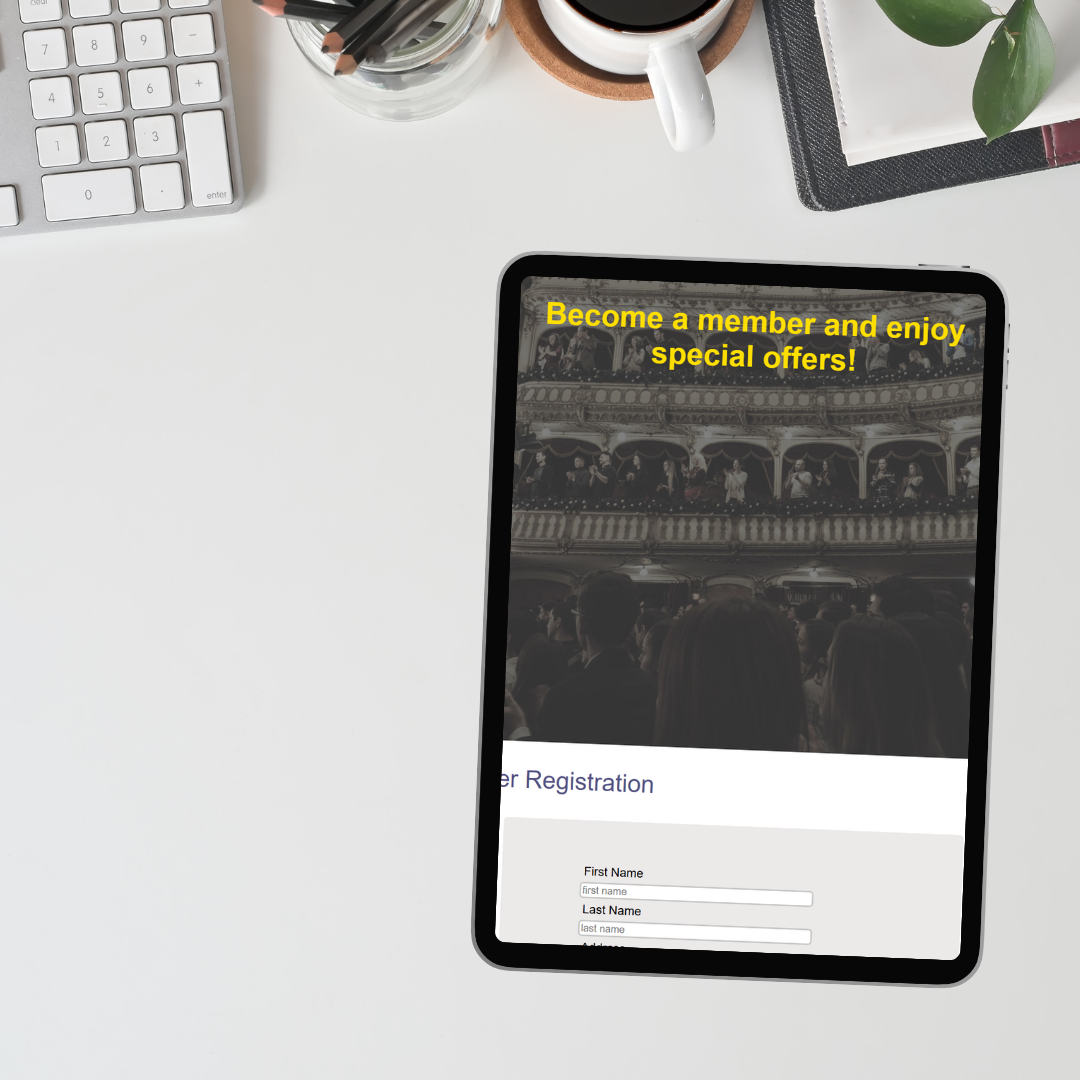 clear
7 8 9 −
4 5 6 +
1 2 3
0 . enter
Become a member and enjoy
special offers!
er Registration
First Name
first name
Last Name
last name
Address